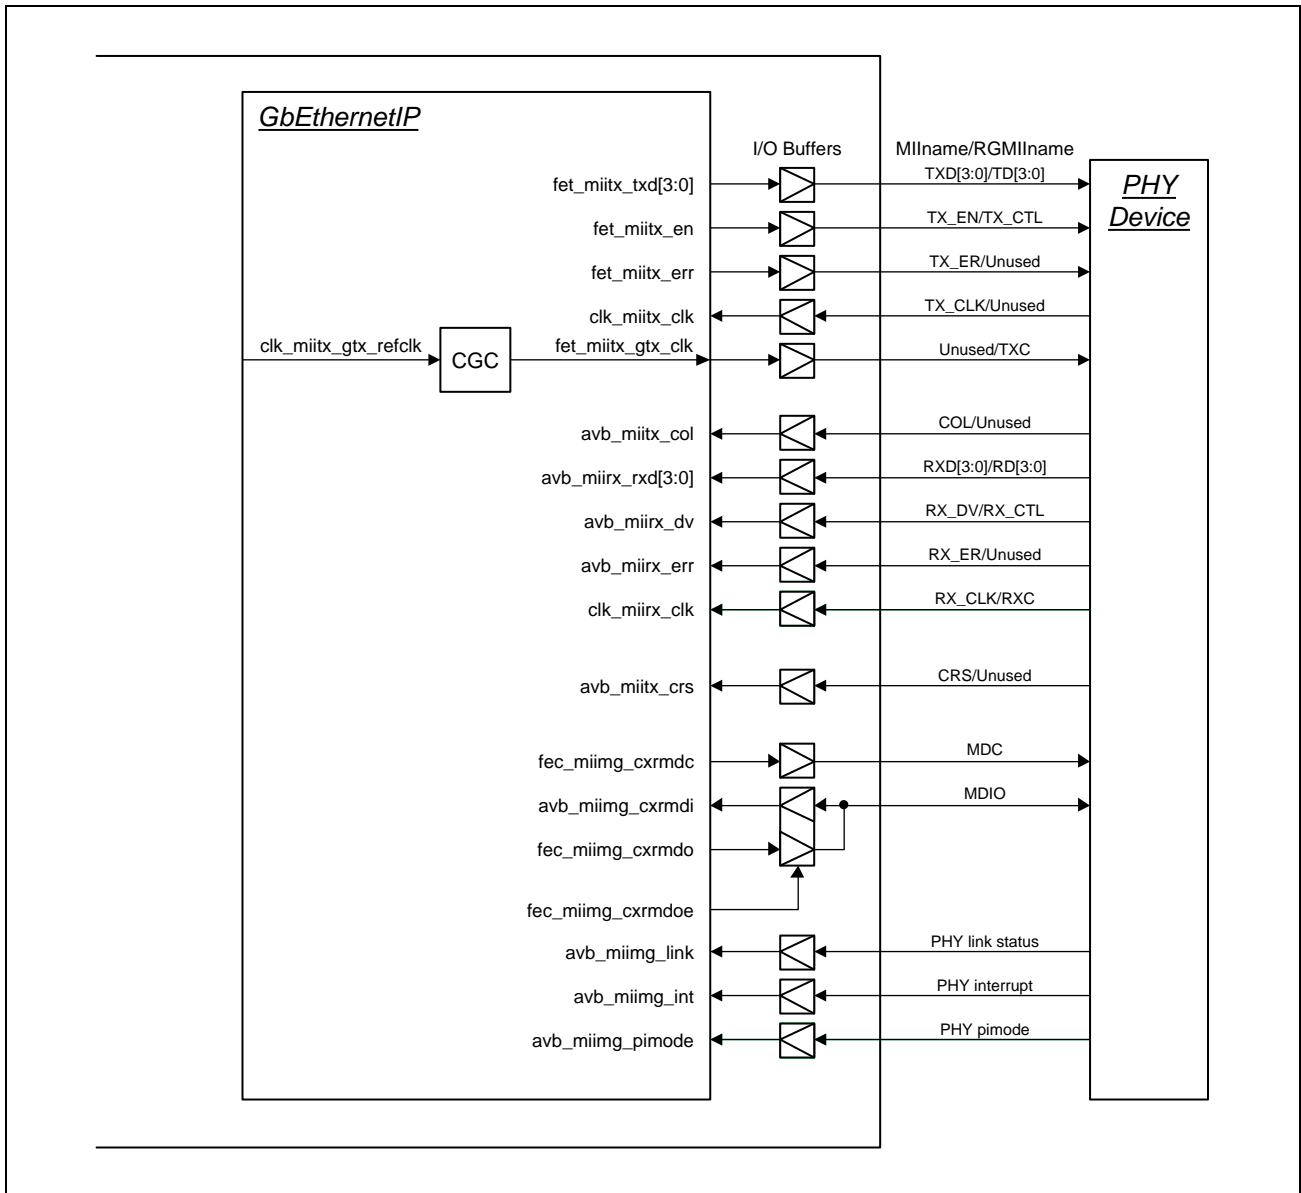 GbEthernetIP
I/O Buffers
MIIname/RGMIIname
PHY
Device
fet_miitx_txd[3:0]
TXD[3:0]/TD[3:0]
fet_miitx_en
TX_EN/TX_CTL
fet_miitx_err
TX_ER/Unused
clk_miitx_clk
TX_CLK/Unused
clk_miitx_gtx_refclk
CGC
fet_miitx_gtx_clk
Unused/TXC
avb_miitx_col
COL/Unused
avb_miirx_rxd[3:0]
RXD[3:0]/RD[3:0]
avb_miirx_dv
RX_DV/RX_CTL
avb_miirx_err
RX_ER/Unused
clk_miirx_clk
RX_CLK/RXC
avb_miitx_crs
CRS/Unused
fec_miimg_cxrmdc
MDC
avb_miimg_cxrmdi
MDIO
fec_miimg_cxrmdo
fec_miimg_cxrmdoe
avb_miimg_link
PHY link status
avb_miimg_int
PHY interrupt
avb_miimg_pimode
PHY pimode